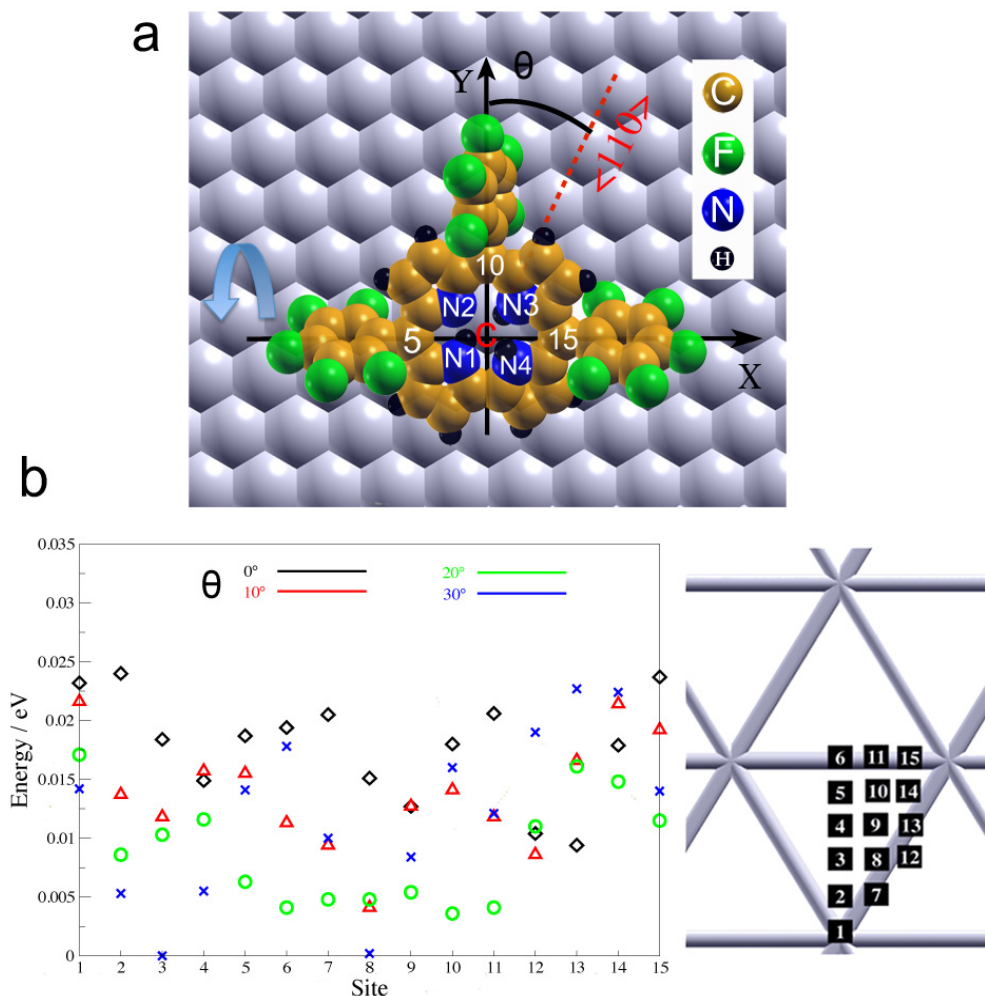 a
Y
θ
<110>
C
F
N
H
10
N2
N3
5
C
15
N1
N4
X
b
0.035
0.03
0.025
0.02
0.015
0.01
0.005
0
Energy / eV
θ
0°
10°
20°
30°
1 2 3 4 5 6 7 8 9 10 11 12 13 14 15
Site
6 11 15
5 10 14
4 9 13
3 8 12
2 7
1